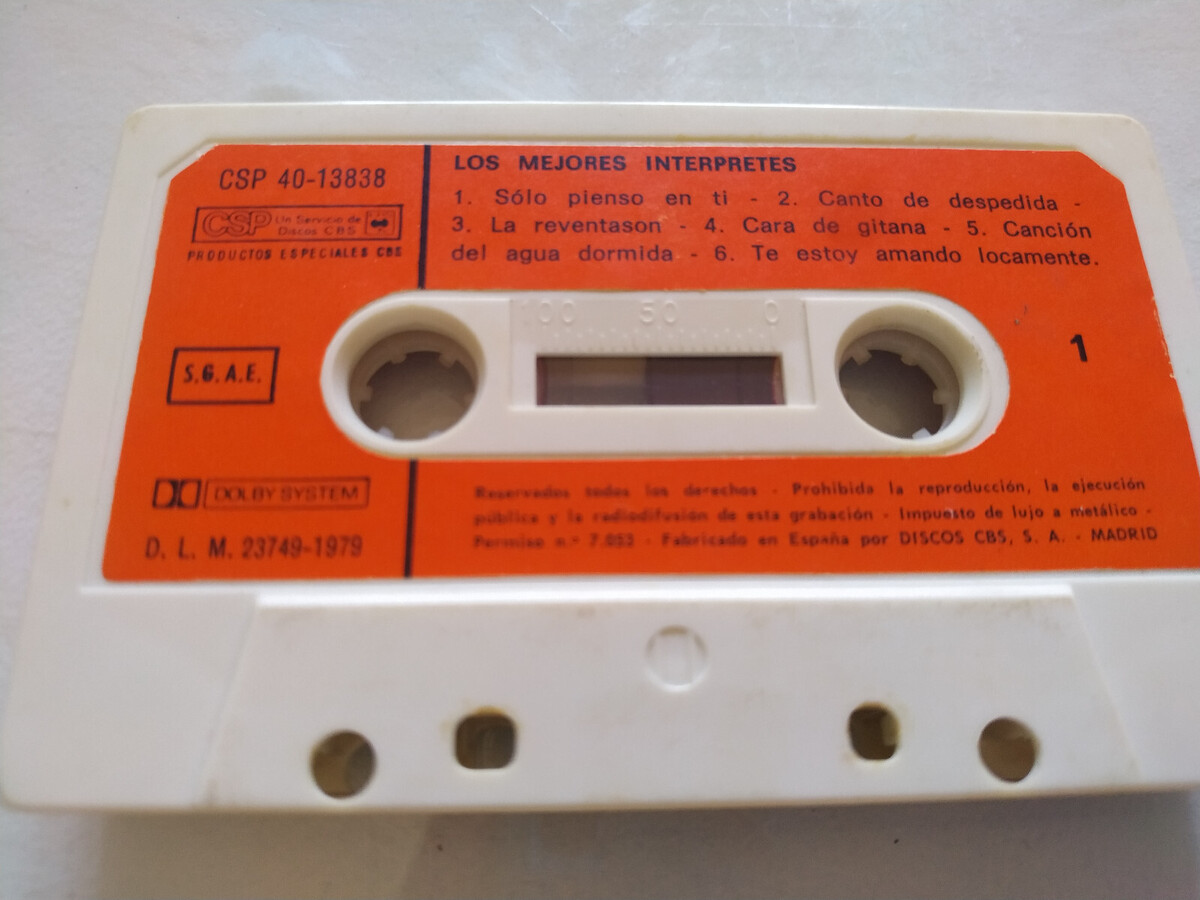 CSP 40-13838
CSP Un Servicio de
Discos CBS
PRODUCTOS ESPECIALES CBS
S.G.A.E.
DOLBY SYSTEM
D. L. M. 23749-1979
LOS MEJORES INTERPRETES
1. Sólo pienso en ti - 2. Canto de despedida -
3. La reventason - 4. Cara de gitana - 5. Canción
del agua dormida - 6. Te estoy amando locamente.
100 50 0
1
Reservados todos los derechos - Prohibida la reproducción, la ejecución
pública y la radiodifusión de esta grabación - Impuesto de lujo a metálico -
Permiso n.º 7.053 - Fabricado en España por DISCOS CBS, S. A. - MADRID
1